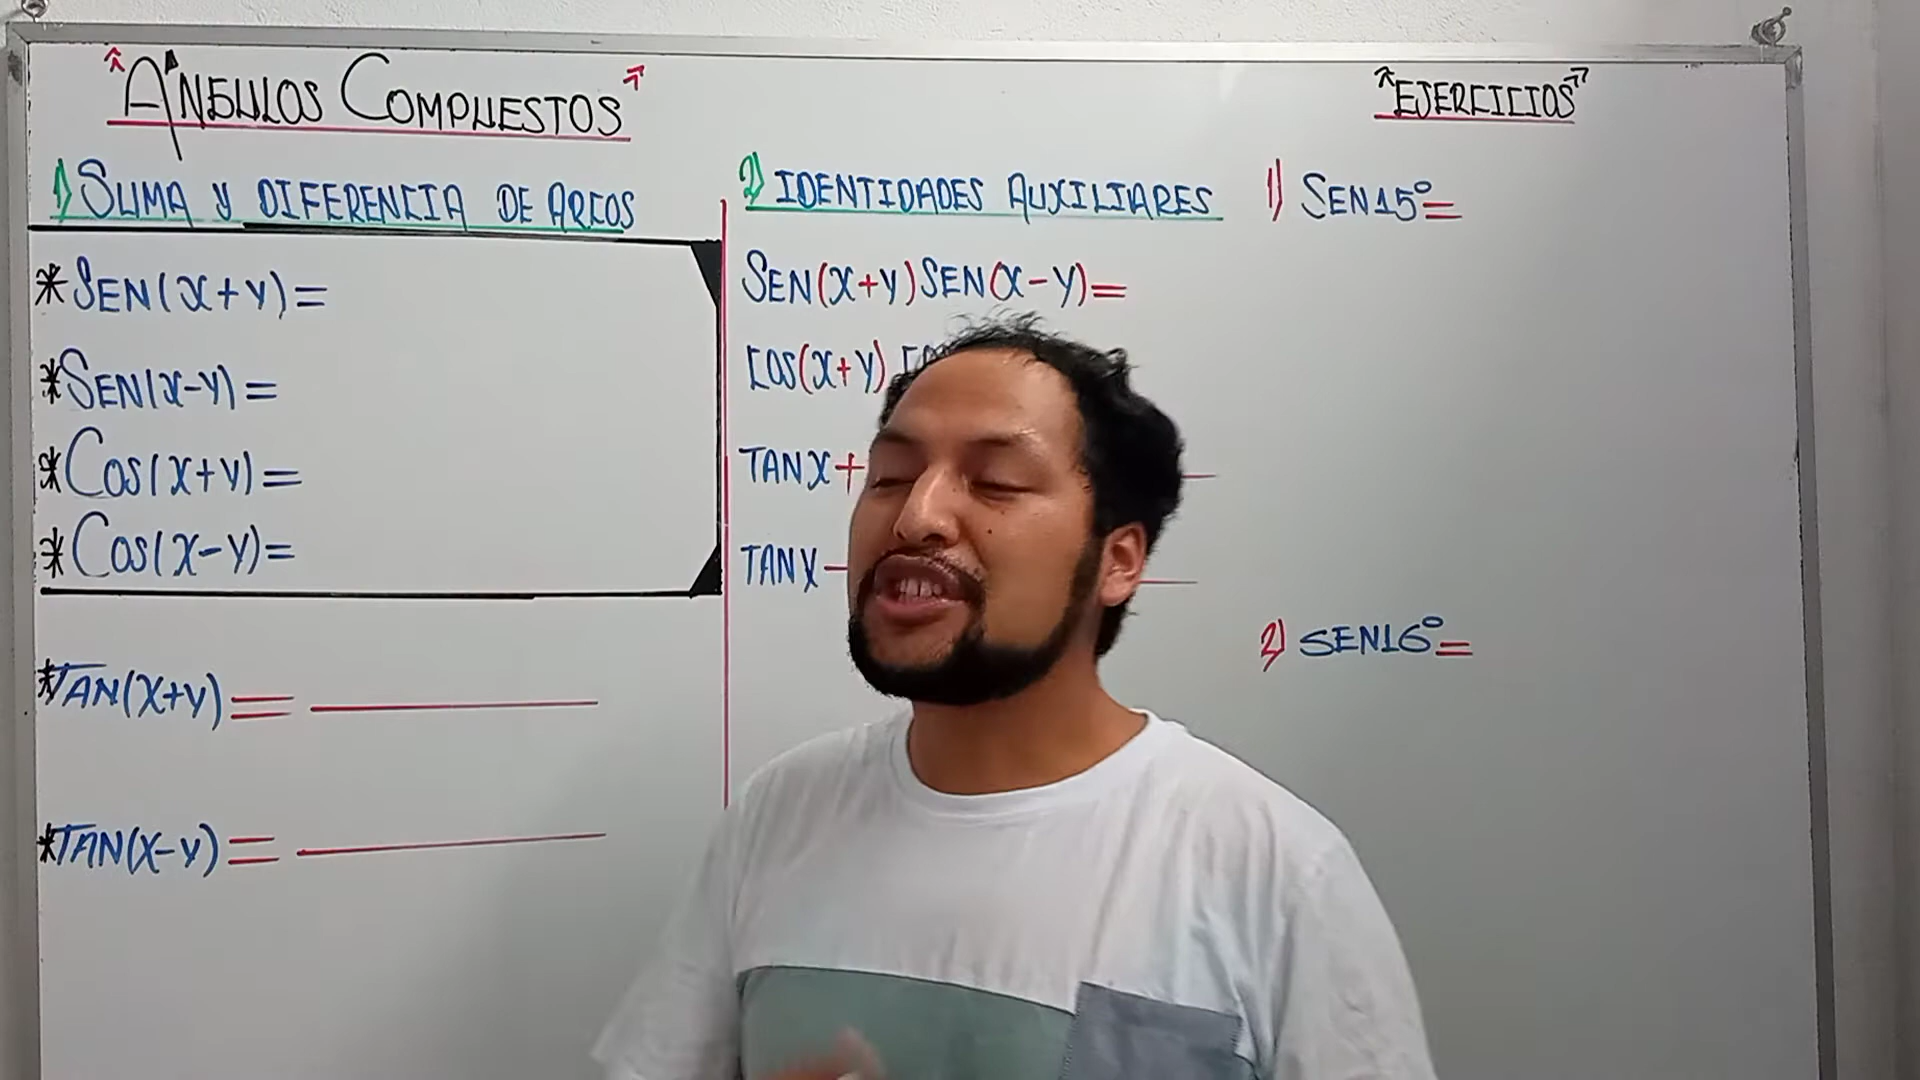 "ÁNGULOS COMPUESTOS"
1) SUMA Y DIFERENCIA DE ARCOS
*SEN(X+Y)=
*SEN(X-Y)=
*COS(X+Y)=
*COS(X-Y)=
*TAN(X+Y)=
*TAN(X-Y)=
2) IDENTIDADES AUXILIARES
SEN(X+Y)SEN(X-Y)=
COS(X+Y)
TANX+
TANX-
"EJERCICIOS"
1) SEN15°=
2) SEN16°=